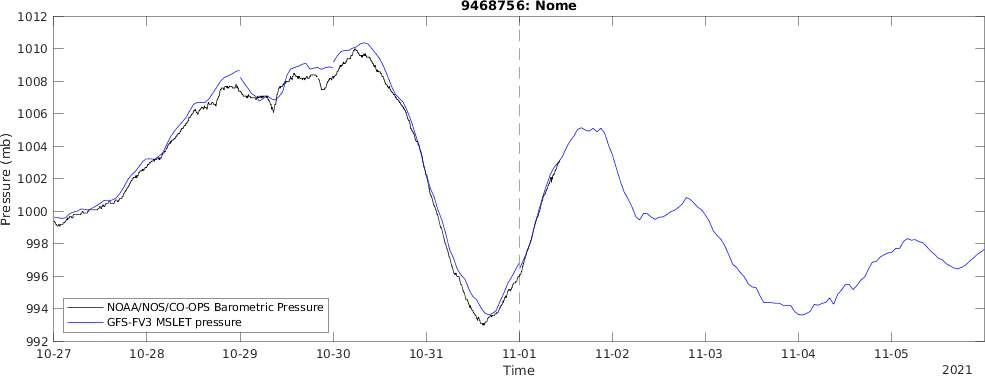 9468756: Nome
1012
1010
1008
1006
1004
1002
1000
998
996
994
992
Pressure (mb)
NOAA/NOS/CO-OPS Barometric Pressure
GFS-FV3 MSLET pressure
10-27 10-28 10-29 10-30 10-31 11-01 11-02 11-03 11-04 11-05
Time
2021